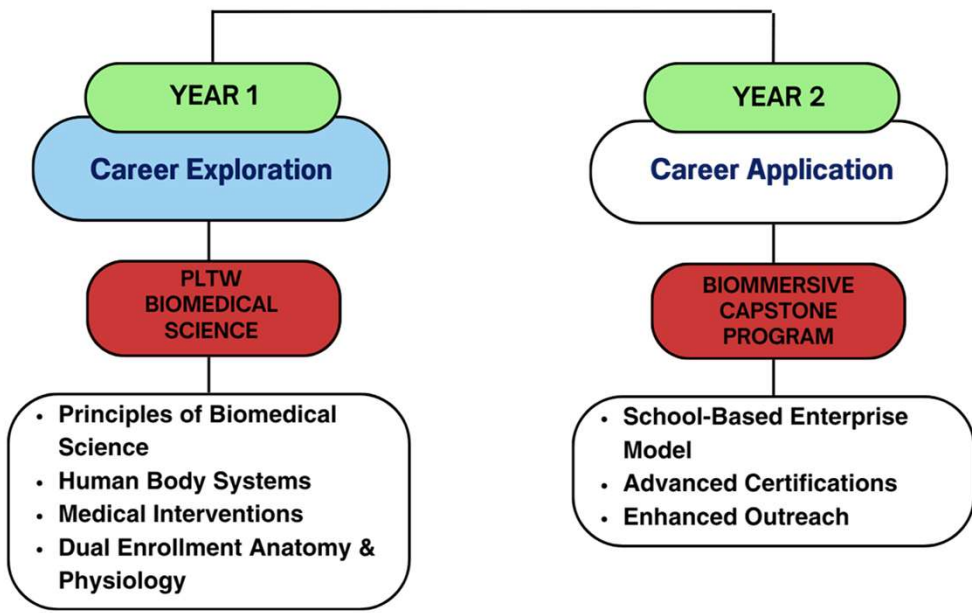 YEAR 1
Career Exploration
PLTW
BIOMEDICAL
SCIENCE
• Principles of Biomedical
Science
• Human Body Systems
• Medical Interventions
• Dual Enrollment Anatomy &
Physiology
YEAR 2
Career Application
BIOMMERSIVE
CAPSTONE
PROGRAM
• School-Based Enterprise
Model
• Advanced Certifications
• Enhanced Outreach